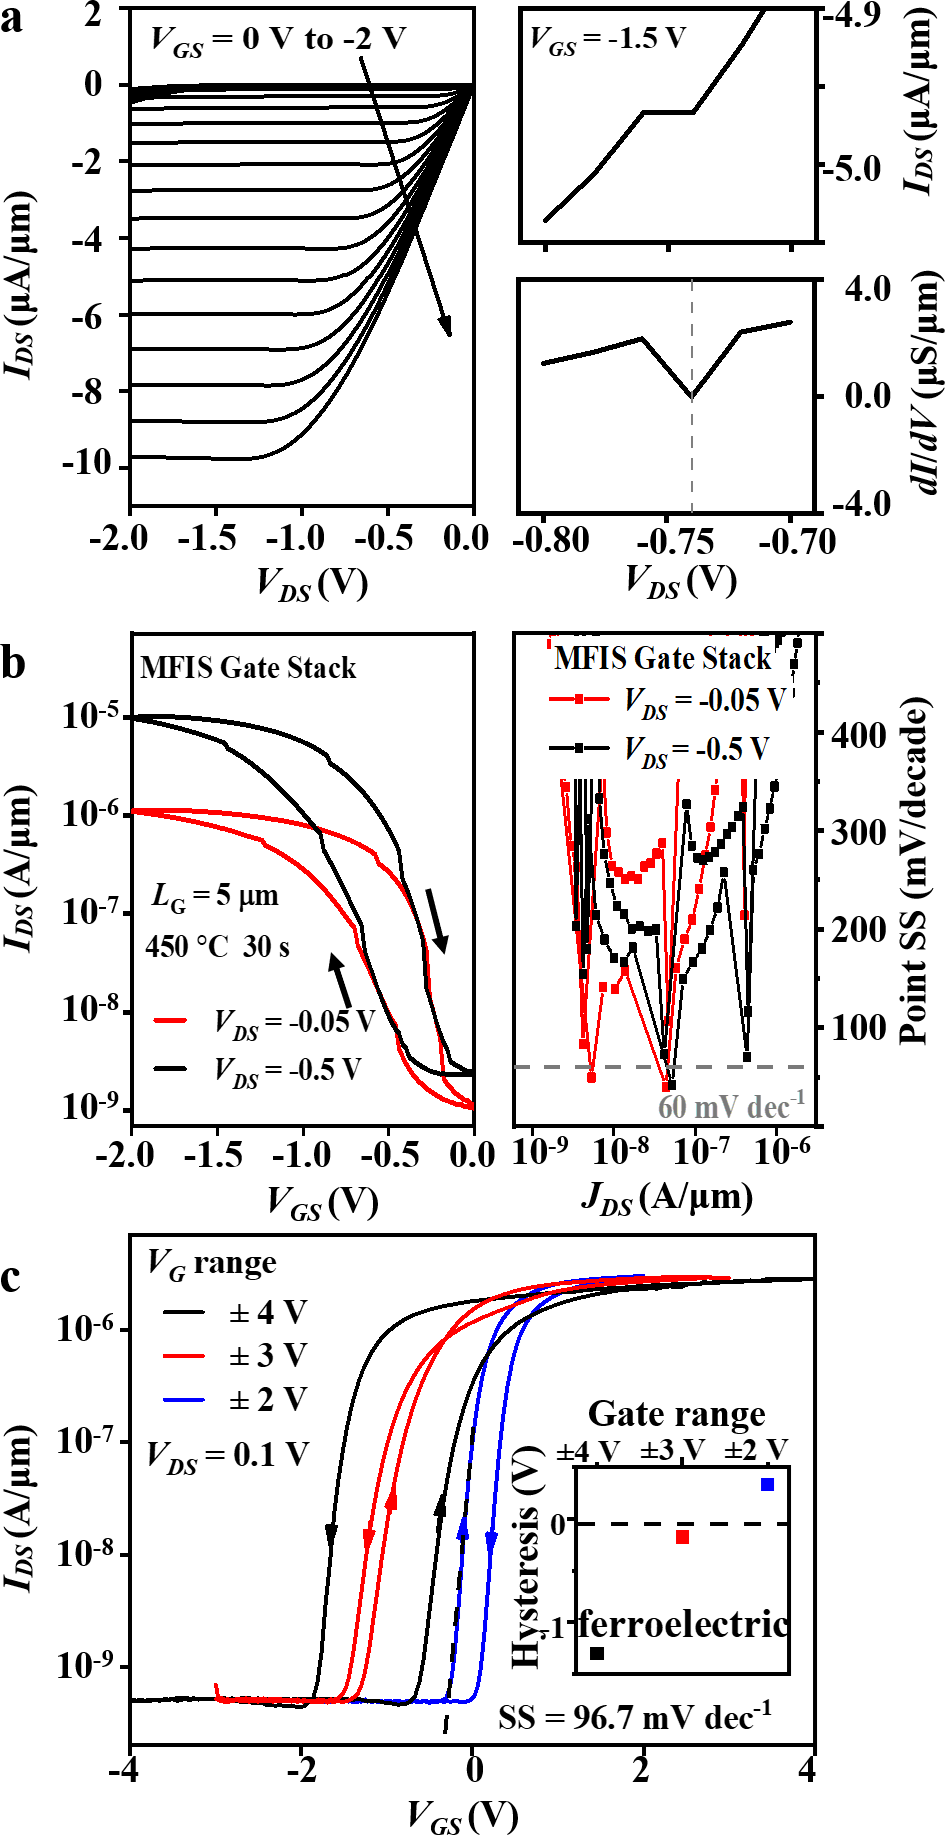 a
2
0
-2
-4
-6
-8
-10
I_DS (μA/μm)
V_GS = 0 V to -2 V
-2.0 -1.5 -1.0 -0.5 0.0
V_DS (V)
V_GS = -1.5 V
-4.9
-5.0
I_DS (μA/μm)
4.0
0.0
-4.0
dI/dV (μS/μm)
-0.80 -0.75 -0.70
V_DS (V)
b
MFIS Gate Stack
10^-5
10^-6
10^-7
10^-8
10^-9
I_DS (A/μm)
L_G = 5 μm
450 °C 30 s
V_DS = -0.05 V
V_DS = -0.5 V
-2.0 -1.5 -1.0 -0.5 0.0
V_GS (V)
MFIS Gate Stack
V_DS = -0.05 V
V_DS = -0.5 V
400
300
200
100
Point SS (mV/decade)
60 mV dec^-1
10^-9 10^-8 10^-7 10^-6
J_DS (A/μm)
c
V_G range
± 4 V
± 3 V
± 2 V
V_DS = 0.1 V
10^-6
10^-7
10^-8
10^-9
I_DS (A/μm)
Gate range
±4 V ±3 V ±2 V
Hysteresis (V)
0
-1
ferroelectric
SS = 96.7 mV dec^-1
-4 -2 0 2 4
V_GS (V)